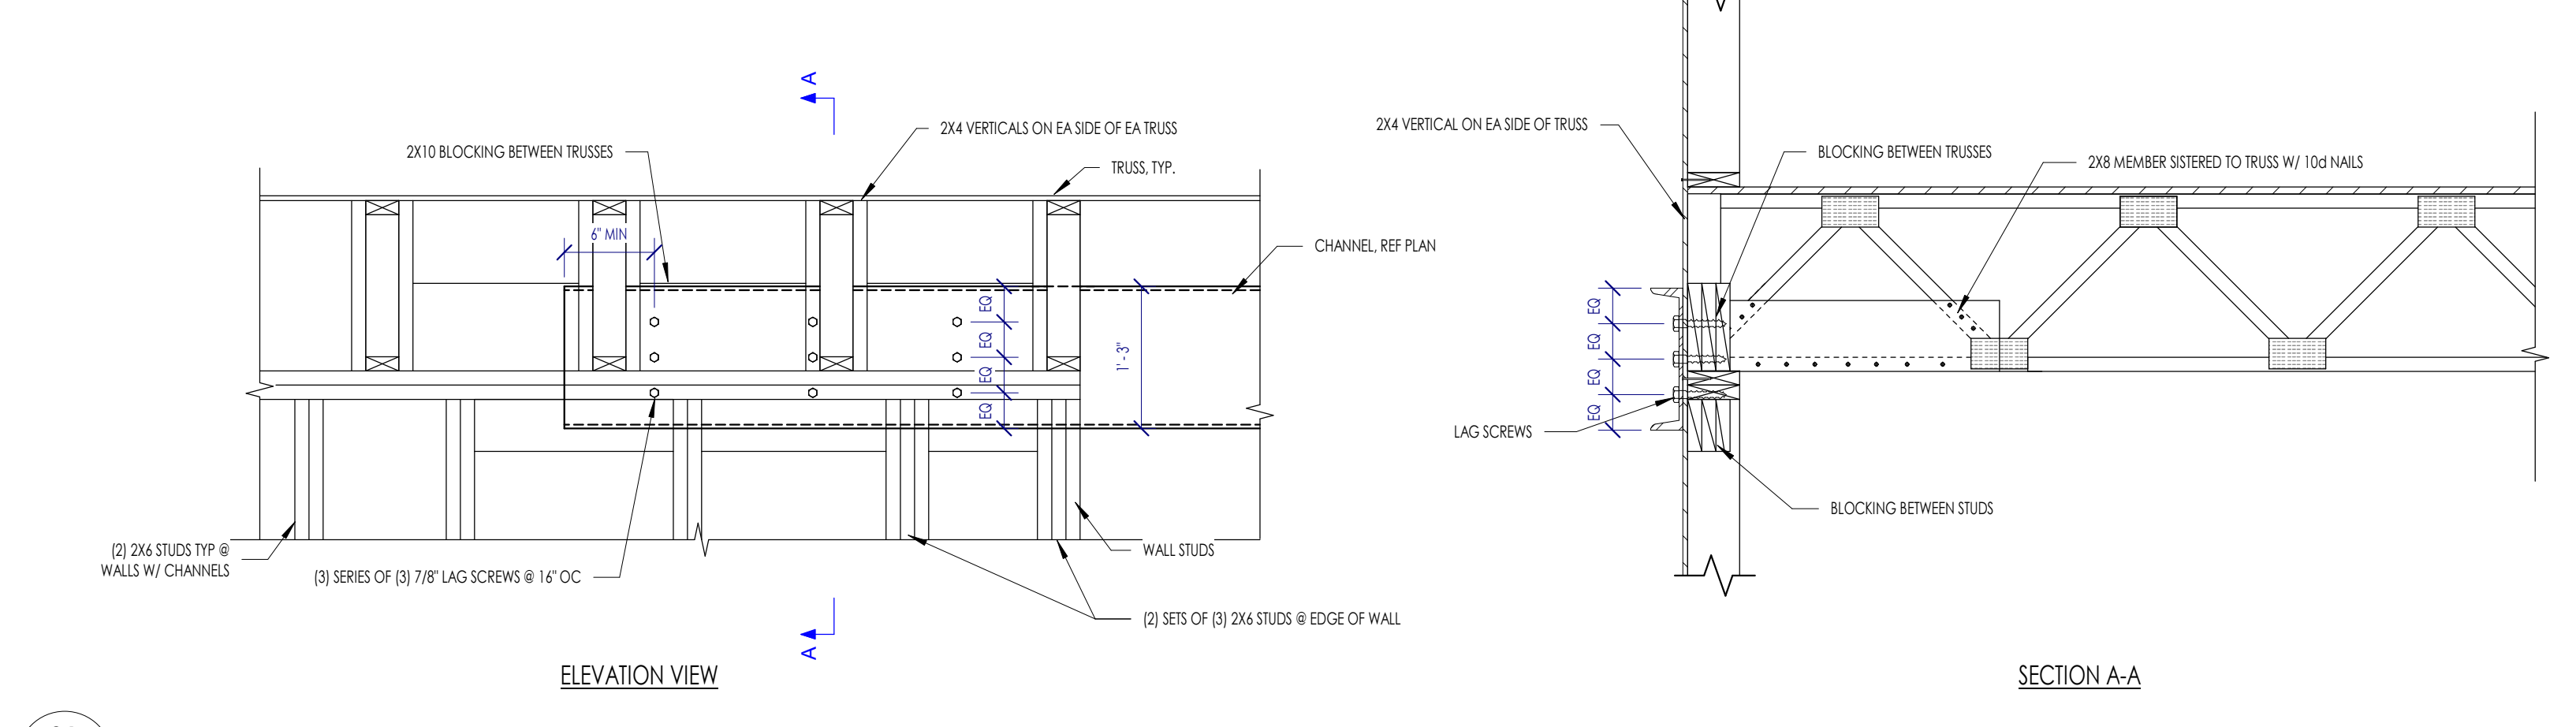 A
2X4 VERTICALS ON EA SIDE OF EA TRUSS
2X10 BLOCKING BETWEEN TRUSSES
TRUSS, TYP.
6" MIN
CHANNEL, REF PLAN
EQ
EQ
EQ
EQ
1' - 3"
(2) 2X6 STUDS TYP @
WALLS W/ CHANNELS
(3) SERIES OF (3) 7/8" LAG SCREWS @ 16" OC
WALL STUDS
(2) SETS OF (3) 2X6 STUDS @ EDGE OF WALL
A
ELEVATION VIEW
2X4 VERTICAL ON EA SIDE OF TRUSS
BLOCKING BETWEEN TRUSSES
2X8 MEMBER SISTERED TO TRUSS W/ 10d NAILS
EQ
EQ
EQ
EQ
LAG SCREWS
BLOCKING BETWEEN STUDS
SECTION A-A